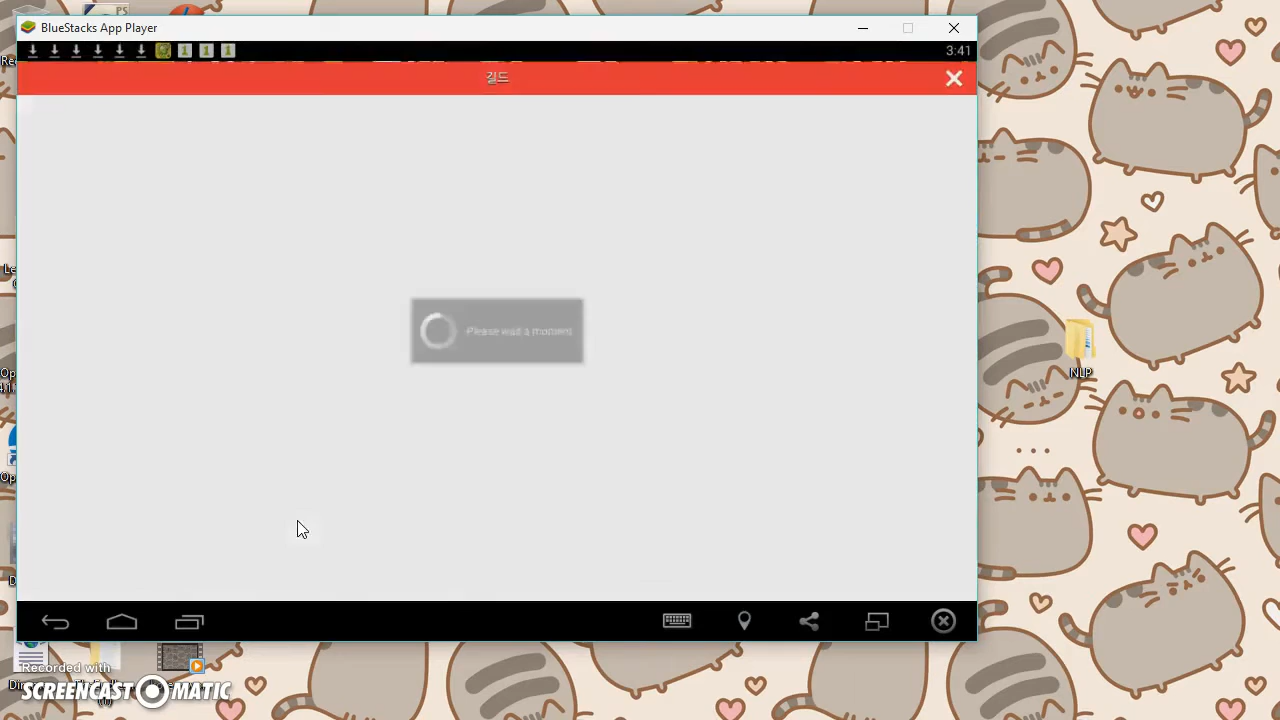 BlueStacks App Player
3:41
길드
Please wait a moment
NLP
Recorded with
SCREENCAST MATIC